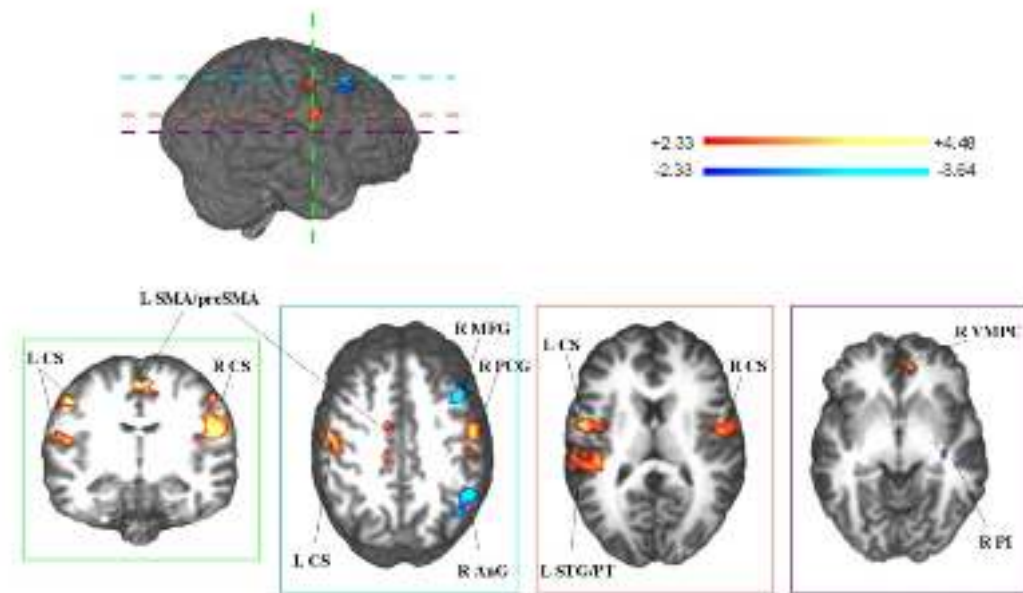 +2.33 +4.48
-2.33 -3.64
L SMA/preSMA
L CS
R CS
R MFG
R PCG
L CS
R AnG
L CS
R CS
L STG/PT
R VMPC
R PI